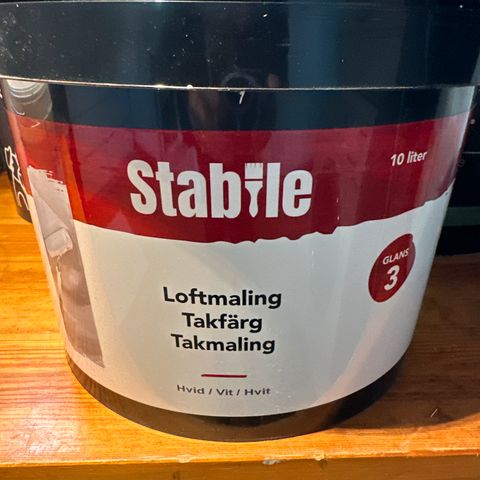 10 liter
Stabile
GLANS
3
Loftmaling
Takfärg
Takmaling
Hvid / Vit / Hvit